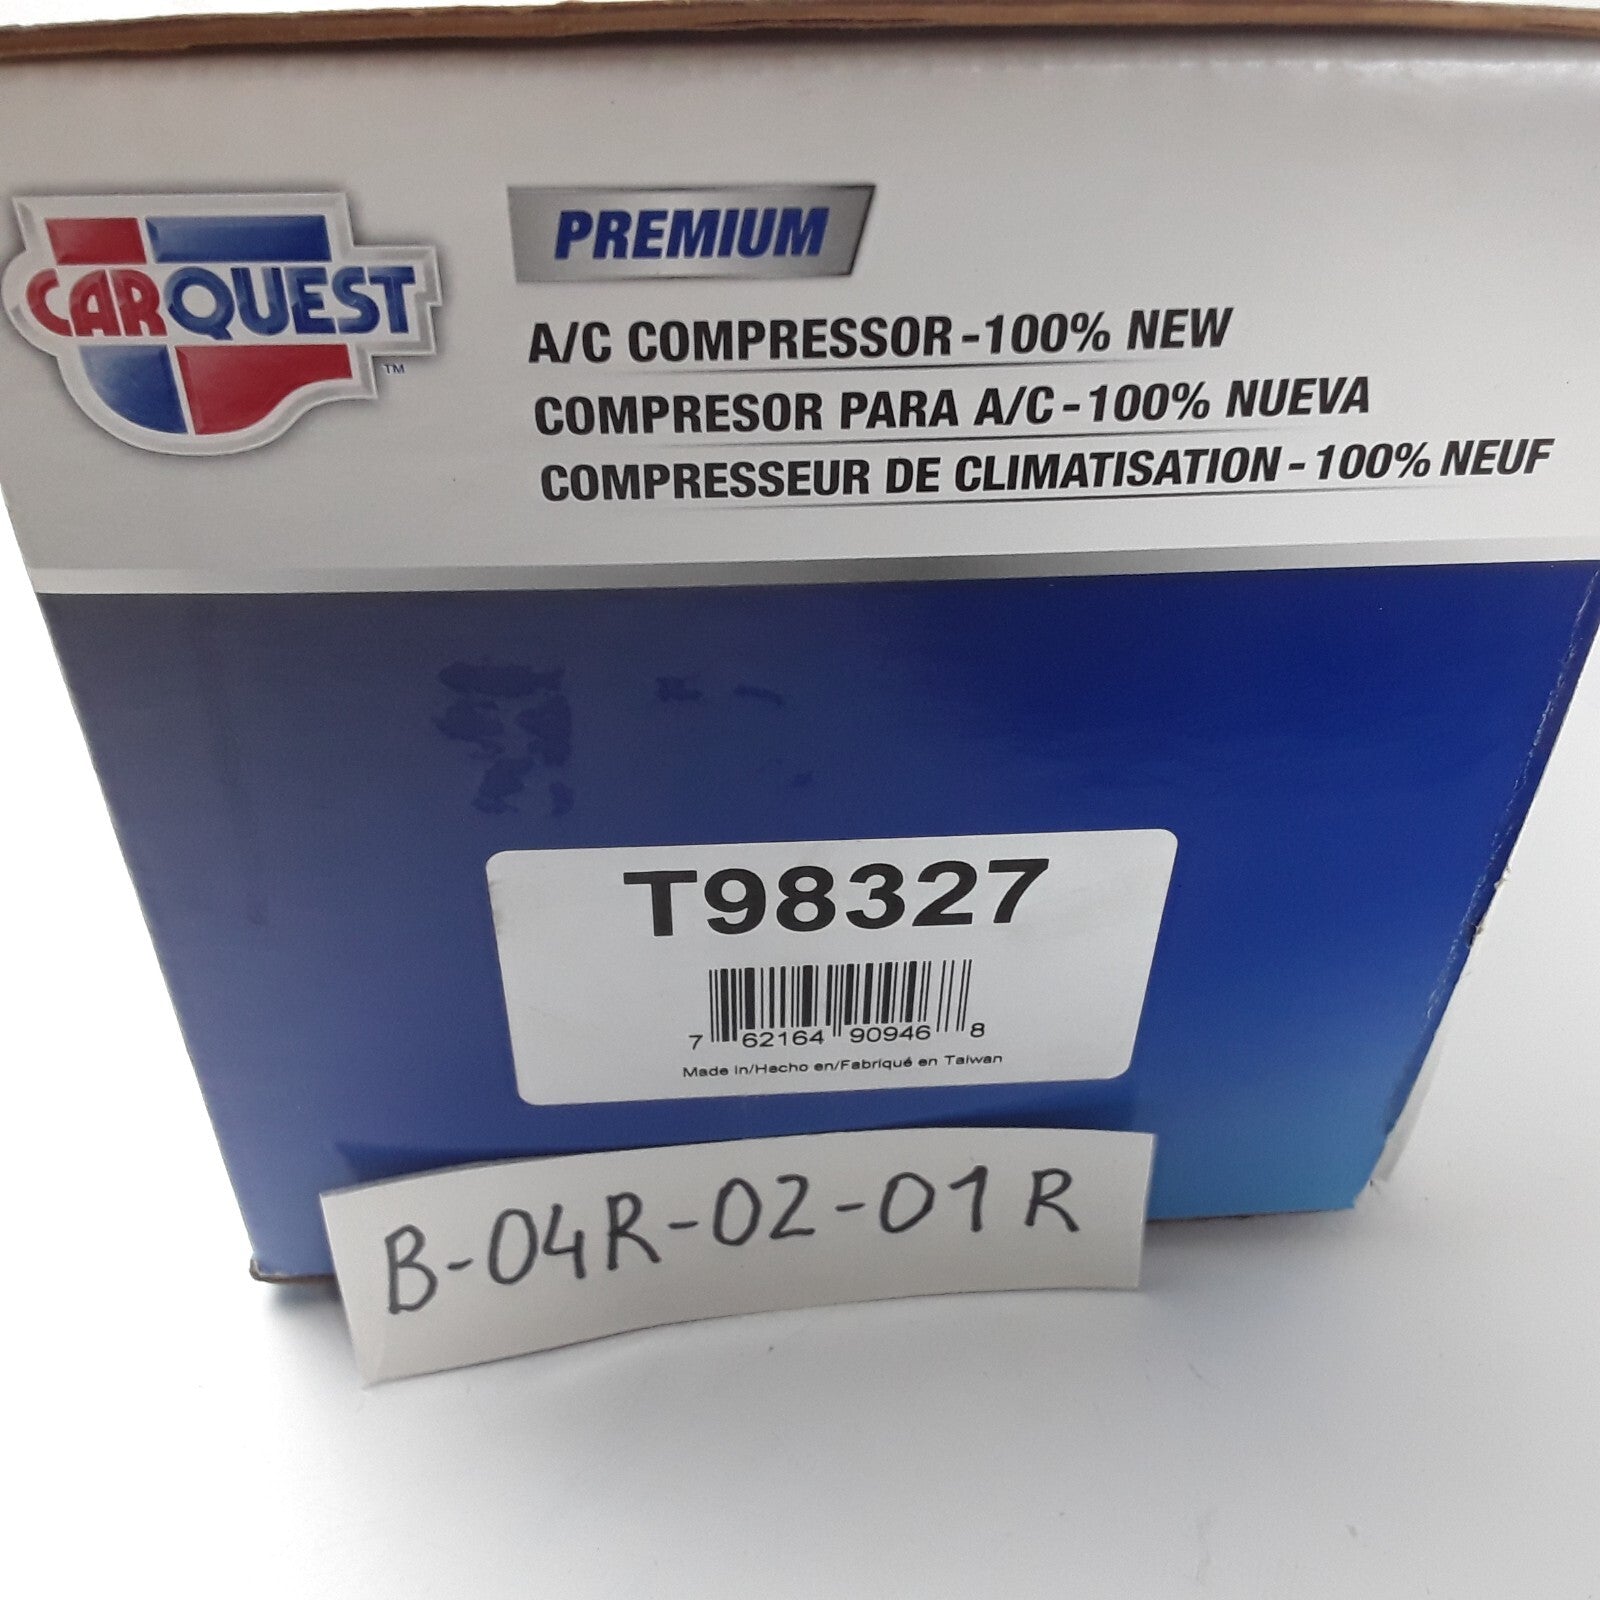 CARQUEST
TM
PREMIUM
A/C COMPRESSOR-100% NEW
COMPRESOR PARA A/C-100% NUEVA
COMPRESSEUR DE CLIMATISATION-100% NEUF
T98327
7 62164 90946 8
Made in/Hecho en/Fabriqué en Taiwan
B-04R-02-01R